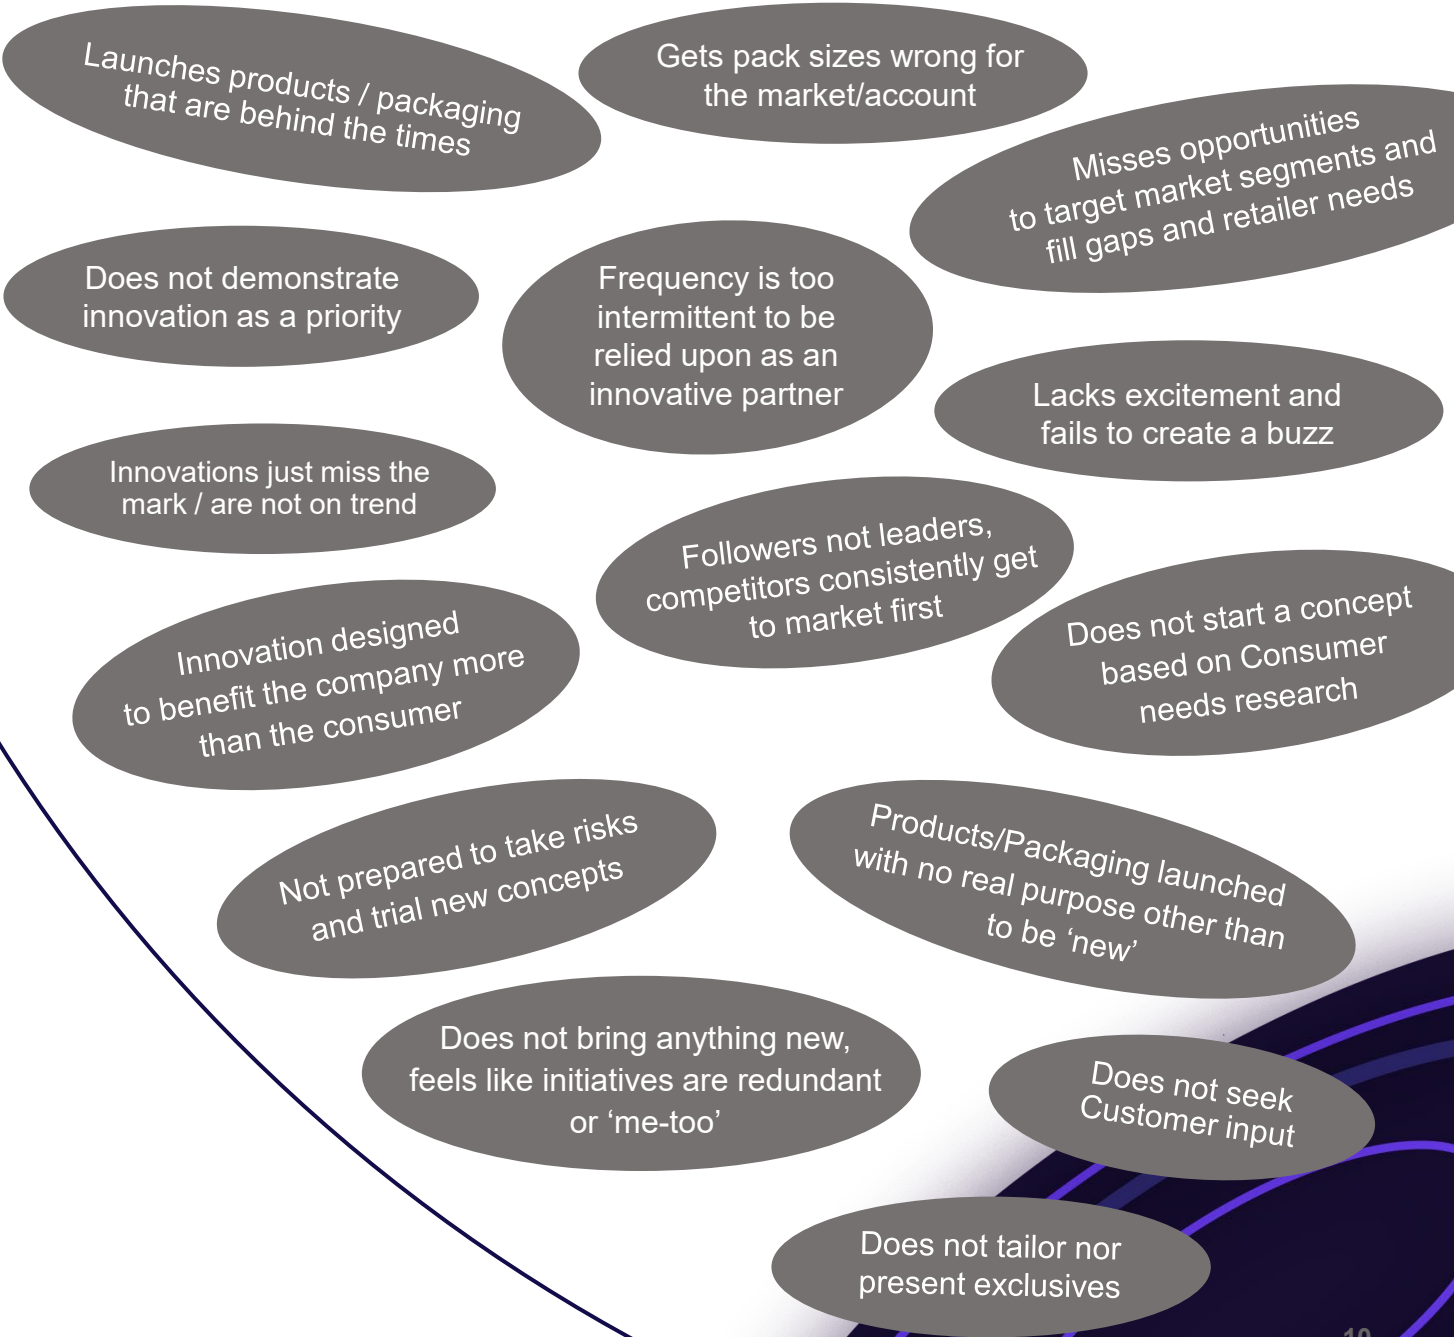 Launches products / packaging
that are behind the times
Gets pack sizes wrong for
the market/account
Misses opportunities
to target market segments and
fill gaps and retailer needs
Does not demonstrate
innovation as a priority
Frequency is too
intermittent to be
relied upon as an
innovative partner
Lacks excitement and
fails to create a buzz
Innovations just miss the
mark / are not on trend
Followers not leaders,
competitors consistently get
to market first
Does not start a concept
based on Consumer
needs research
Innovation designed
to benefit the company more
than the consumer
Not prepared to take risks
and trial new concepts
Products/Packaging launched
with no real purpose other than
to be ‘new’
Does not bring anything new,
feels like initiatives are redundant
or ‘me-too’
Does not seek
Customer input
Does not tailor nor
present exclusives